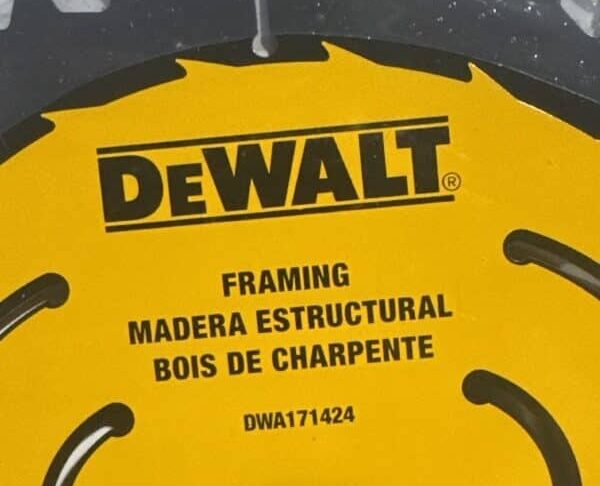 DEWALT®
FRAMING
MADERA ESTRUCTURAL
BOIS DE CHARPENTE
DWA171424